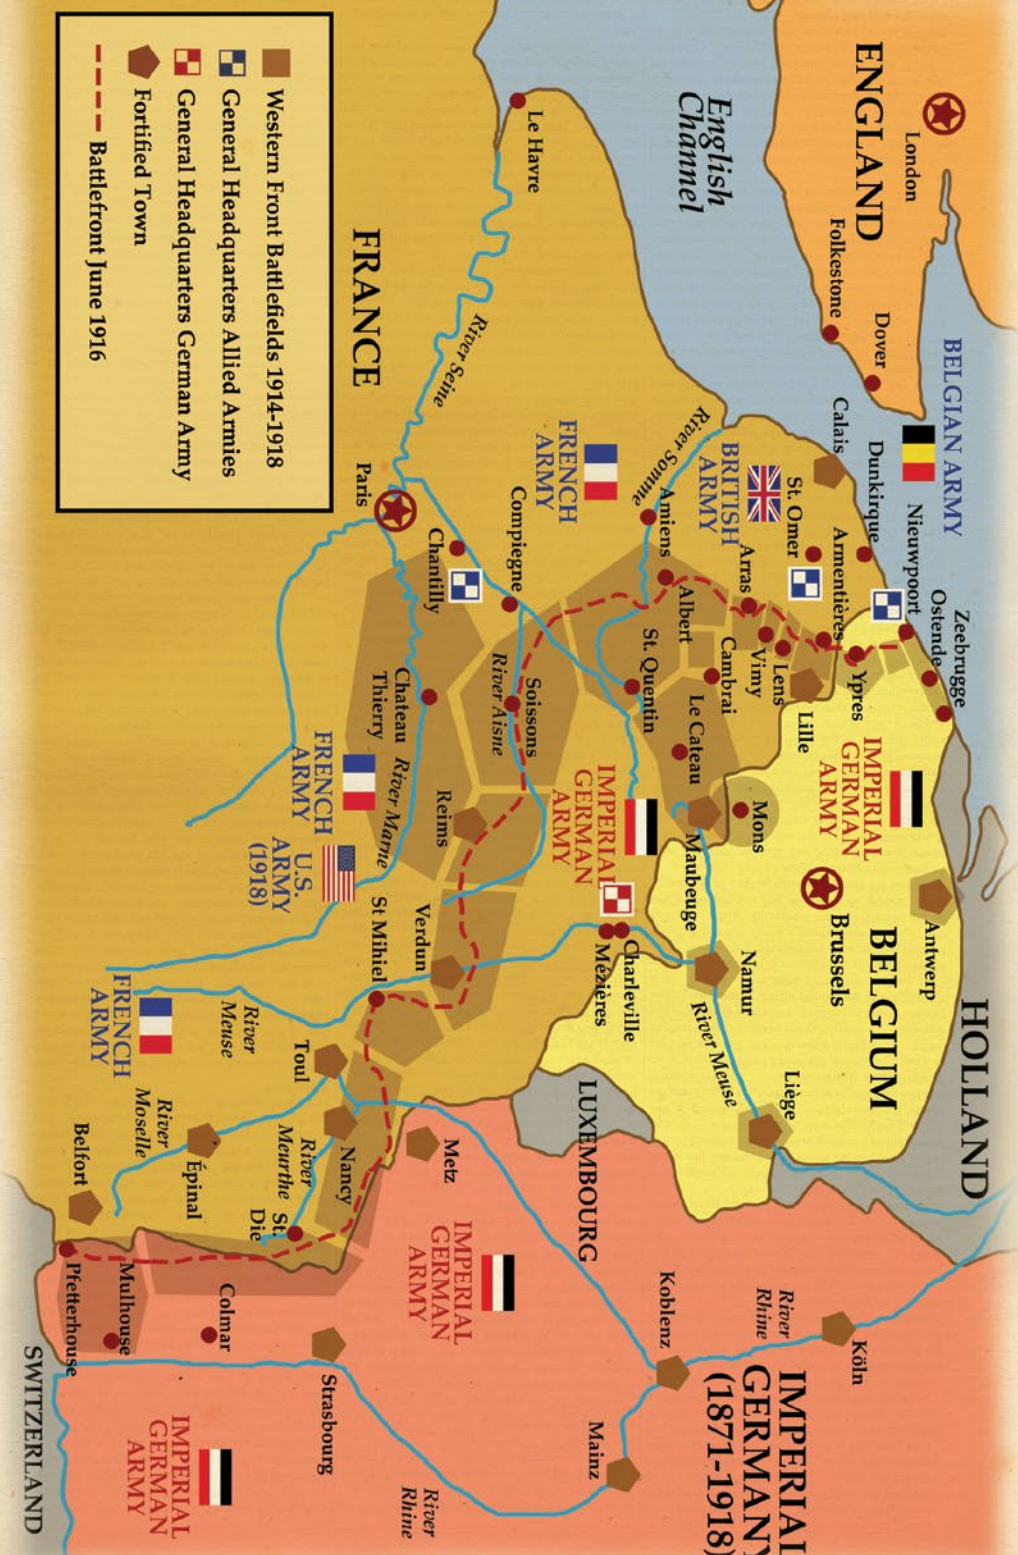 ENGLAND
London
Folkestone
Dover
English
Channel
BELGIAN ARMY
HOLLAND
Zeebrugge
Ostende
Nieuwpoort
Dunkirque
Calais
St. Omer
Armentières
Ypres
BRITISH
ARMY
Arras
Lens
Vimy
Lille
Cambrai
Albert
Amiens
River Somme
Le Cateau
St. Quentin
IMPERIAL
GERMAN
ARMY
Antwerp
BELGIUM
Brussels
Mons
Maubeuge
Namur
River Meuse
Liège
Köln
River
Rhine
IMPERIAL
GERMANY
(1871-1918)
Koblenz
Mainz
LUXEMBOURG
IMPERIAL
GERMAN
ARMY
Charleville
Mézières
Le Havre
River Seine
FRANCE
FRENCH
ARMY
Compiegne
Chantilly
Paris
Soissons
River Aisne
Chateau
Thierry
River Marne
Reims
FRENCH
ARMY
U.S.
ARMY
(1918)
Verdun
St Mihiel
FRENCH
ARMY
River
Meuse
Toul
Nancy
Metz
River
Meurthe
St.
Die
River
Moselle
Épinal
Belfort
IMPERIAL
GERMAN
ARMY
Strasbourg
Colmar
Mulhouse
Pfetterhouse
River
Rhine
IMPERIAL
GERMAN
ARMY
SWITZERLAND
Western Front Battlefields 1914-1918
General Headquarters Allied Armies
General Headquarters German Army
Fortified Town
Battlefront June 1916